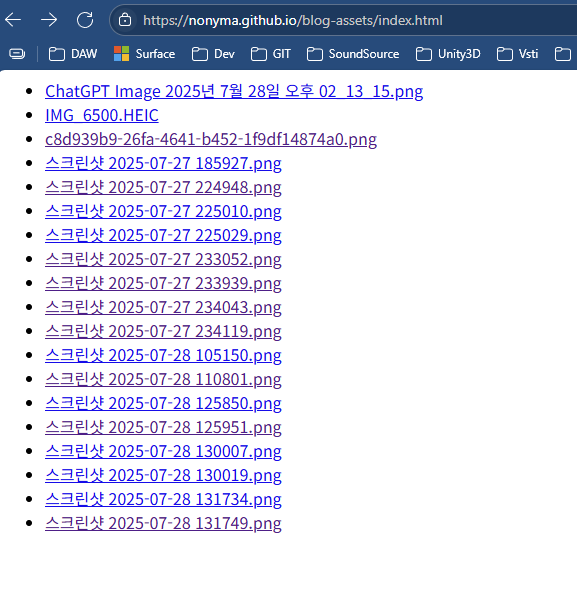 https://nonyma.github.io/blog-assets/index.html
DAW Surface Dev GIT SoundSource Unity3D Vsti
ChatGPT Image 2025년 7월 28일 오후 02_13_15.png
IMG_6500.HEIC
c8d939b9-26fa-4641-b452-1f9df14874a0.png
스크린샷 2025-07-27 185927.png
스크린샷 2025-07-27 224948.png
스크린샷 2025-07-27 225010.png
스크린샷 2025-07-27 225029.png
스크린샷 2025-07-27 233052.png
스크린샷 2025-07-27 233939.png
스크린샷 2025-07-27 234043.png
스크린샷 2025-07-27 234119.png
스크린샷 2025-07-28 105150.png
스크린샷 2025-07-28 110801.png
스크린샷 2025-07-28 125850.png
스크린샷 2025-07-28 125951.png
스크린샷 2025-07-28 130007.png
스크린샷 2025-07-28 130019.png
스크린샷 2025-07-28 131734.png
스크린샷 2025-07-28 131749.png